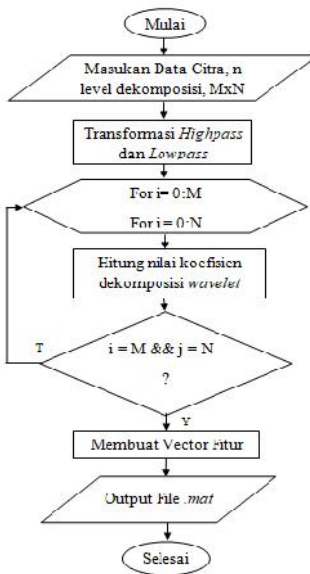 Mulai
Masukan Data Citra, n
level dekomposisi, MxN
Transformasi Highpass
dan Lowpass
For i= 0:M
For i = 0:N
Hitung nilai koefisien
dekomposisi wavelet
i = M && j = N
?
T
Y
Membuat Vector Fitur
Output File .mat
Selesai